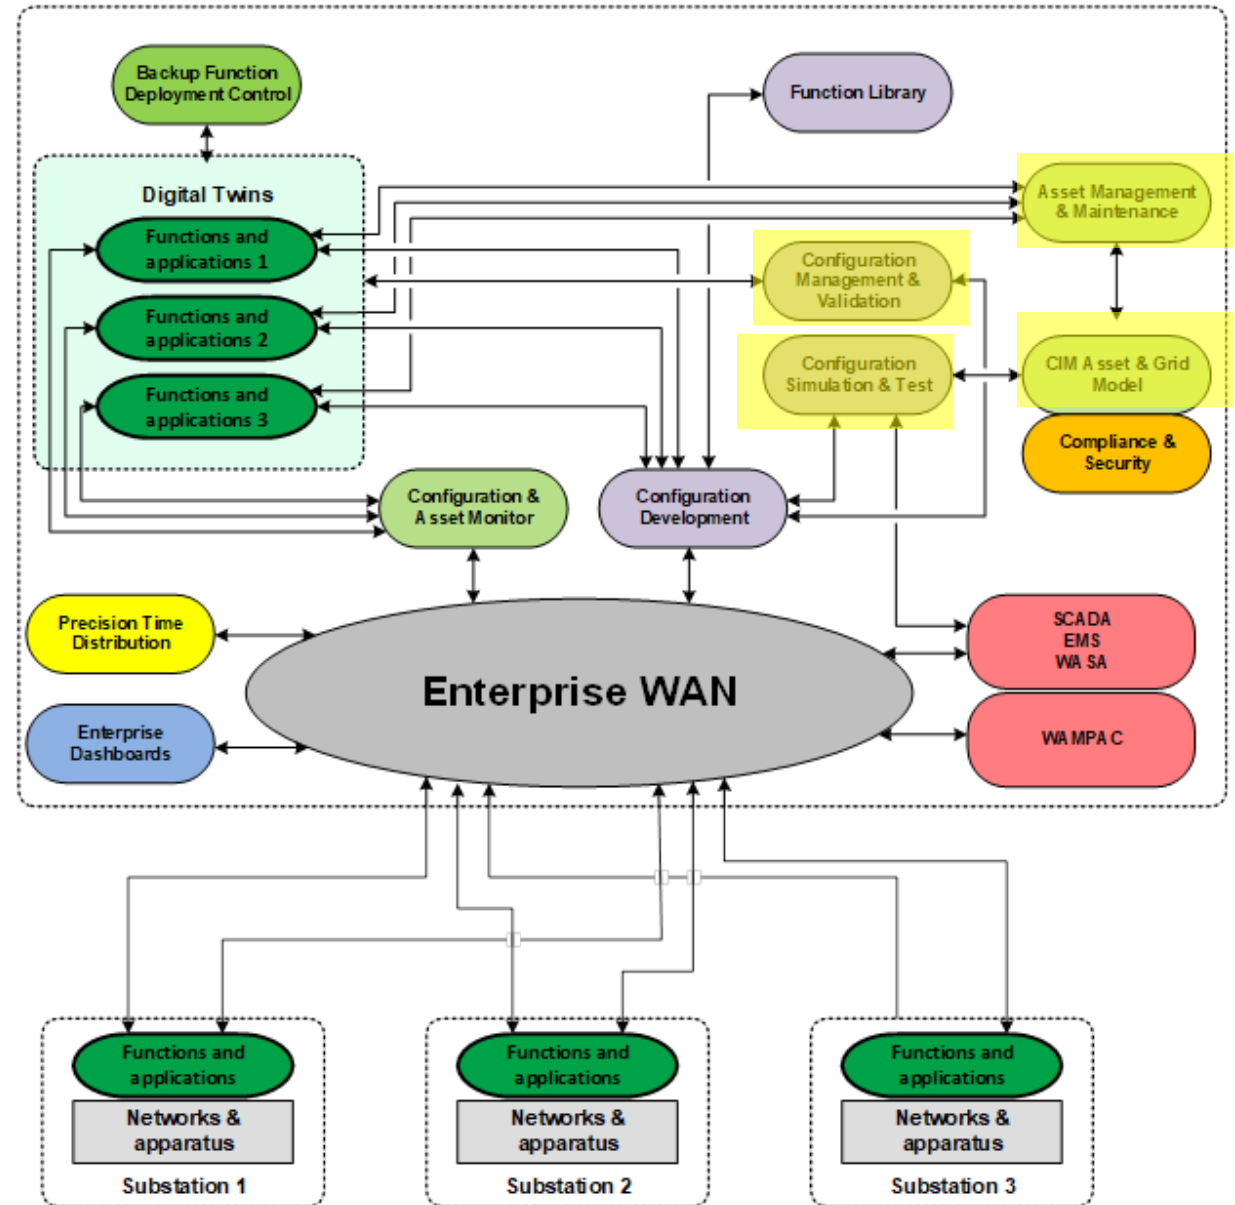 Backup Function
Deployment Control
Function Library
Digital Twins
Asset Management
& Maintenance
Functions and
applications 1
Configuration
Management &
Validation
Functions and
applications 2
Configuration
Simulation & Test
CIM Asset & Grid
Model
Functions and
applications 3
Compliance &
Security
Configuration &
Asset Monitor
Configuration
Development
Precision Time
Distribution
SCADA
EMS
WASA
Enterprise WAN
Enterprise
Dashboards
WAMPAC
Functions and
applications
Networks &
apparatus
Substation 1
Functions and
applications
Networks &
apparatus
Substation 2
Functions and
applications
Networks &
apparatus
Substation 3